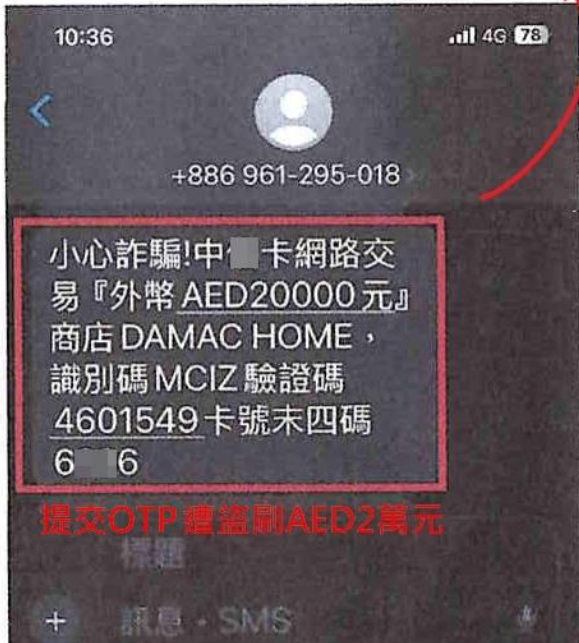 10:36
4G 78
+886 961-295-018
小心詐騙!中 卡網路交
易『外幣 AED20000 元』
商店 DAMAC HOME，
識別碼 MCIZ 驗證碼
4601549 卡號末四碼
6 6
提交OTP 遭盜刷AED2萬元
標題
訊息・SMS